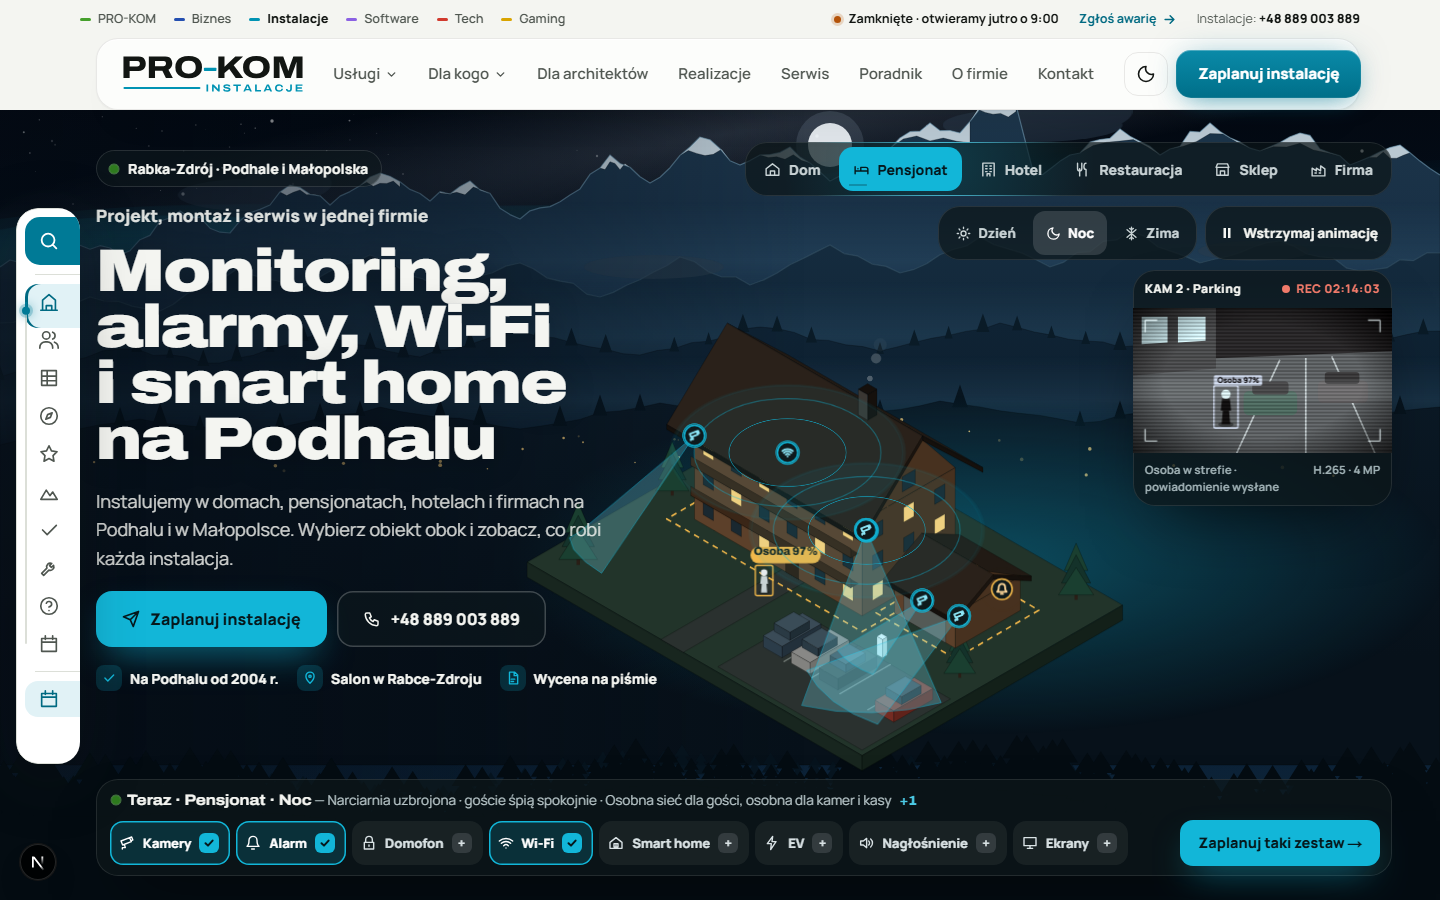 PRO-KOM
Biznes
Instalacje
Software
Tech
Gaming
Zamknięte · otwieramy jutro o 9:00
Zgłoś awarię →
Instalacje: +48 889 003 889
PRO-KOM
INSTALACJE
Usługi
Dla kogo
Dla architektów
Realizacje
Serwis
Poradnik
O firmie
Kontakt
Zaplanuj instalację
Rabka-Zdrój · Podhale i Małopolska
Dom
Pensjonat
Hotel
Restauracja
Sklep
Firma
Projekt, montaż i serwis w jednej firmie
Dzień
Noc
Zima
Wstrzymaj animację
Monitoring,
alarmy, Wi-Fi
i smart home
na Podhalu
KAM 2 · Parking
REC 02:14:03
Osoba 97%
Osoba w strefie ·
powiadomienie wysłane
H.265 · 4 MP
Instalujemy w domach, pensjonatach, hotelach i firmach na
Podhalu i w Małopolsce. Wybierz obiekt obok i zobacz, co robi
każda instalacja.
Osoba 97%
Zaplanuj instalację
+48 889 003 889
Na Podhalu od 2004 r.
Salon w Rabce-Zdroju
Wycena na piśmie
Teraz · Pensjonat · Noc — Narciarnia uzbrojona · goście śpią spokojnie · Osobna sieć dla gości, osobna dla kamer i kasy +1
Kamery
Alarm
Domofon +
Wi-Fi
Smart home +
EV +
Nagłośnienie +
Ekrany +
Zaplanuj taki zestaw →
N